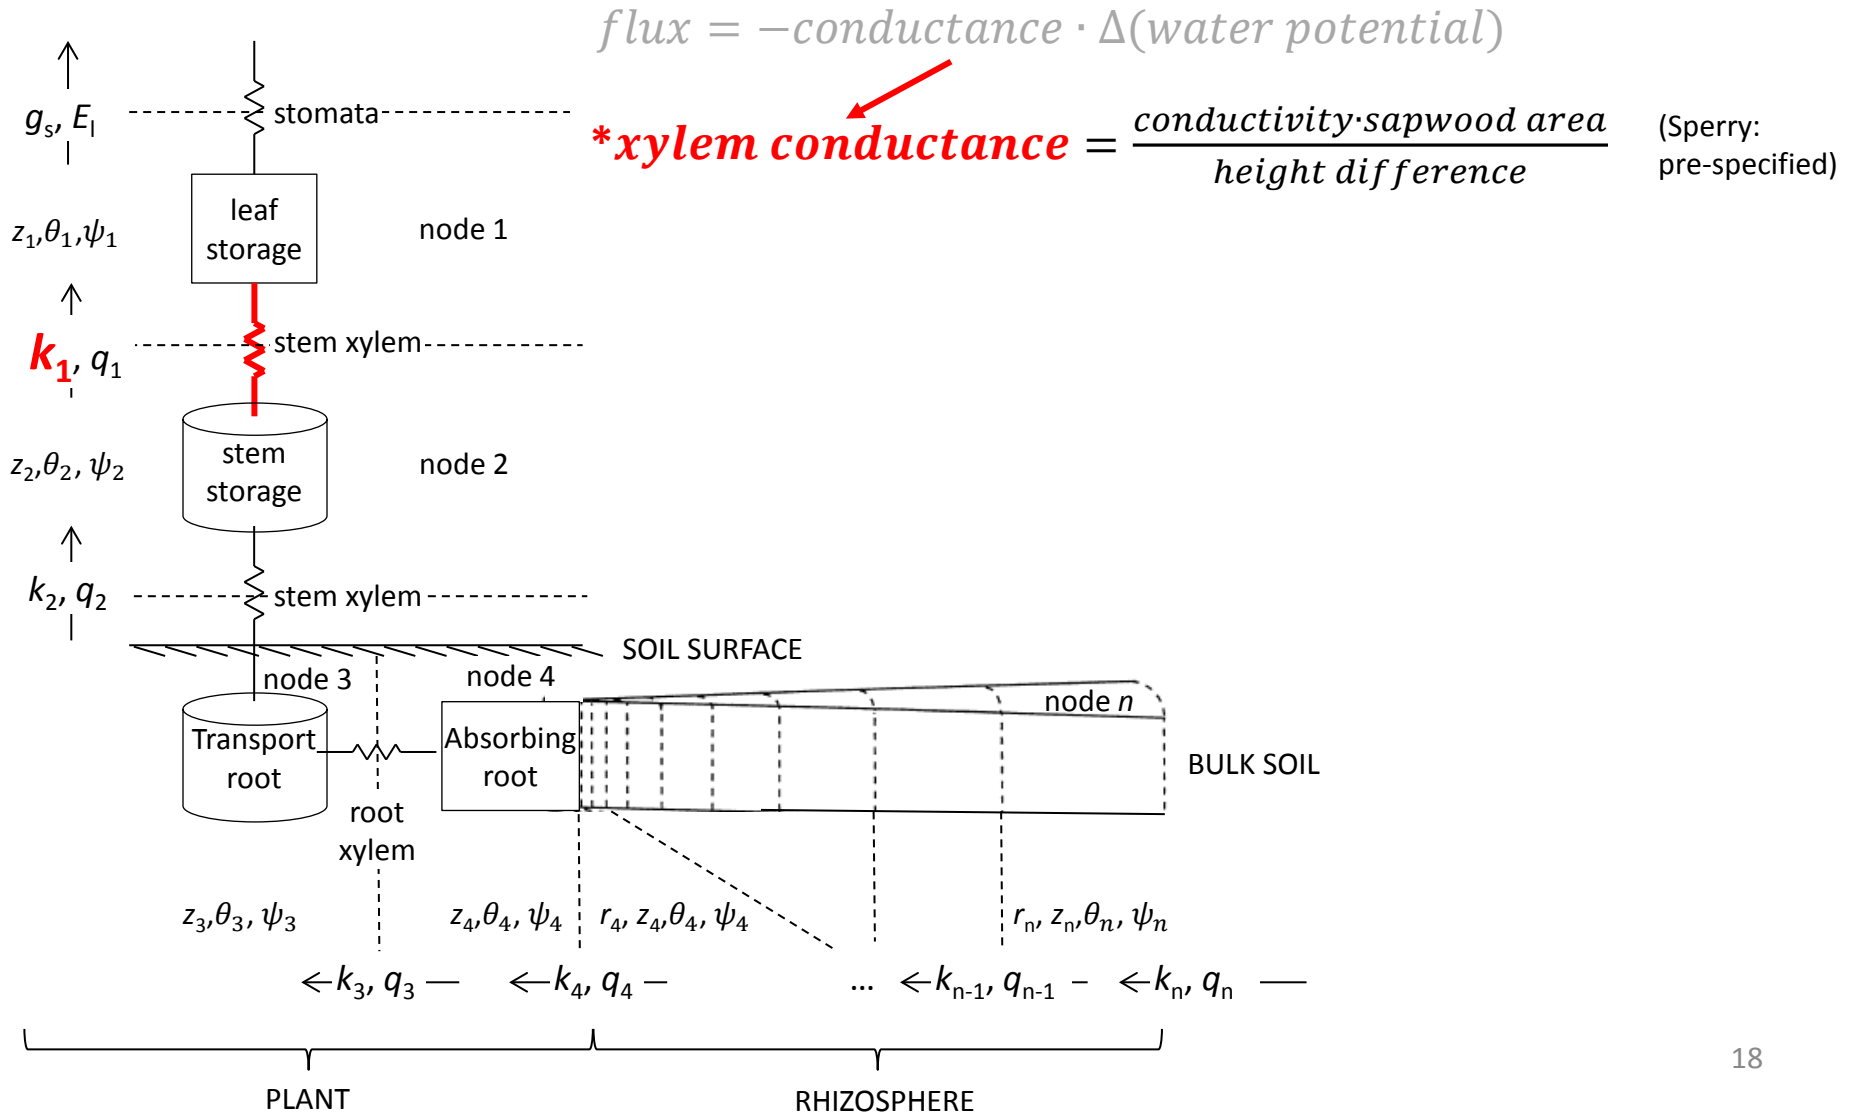 flux = −conductance · Δ(water potential)
*xylem conductance = conductivity·sapwood area / height difference
(Sperry:
pre-specified)
gs, El
stomata
leaf
storage
z1,θ1,ψ1
node 1
k1, q1
stem xylem
stem
storage
z2,θ2, ψ2
node 2
k2, q2
stem xylem
SOIL SURFACE
node 3
node 4
node n
Transport
root
Absorbing
root
BULK SOIL
root
xylem
z3,θ3, ψ3
z4,θ4, ψ4
r4, z4,θ4, ψ4
rn, zn,θn, ψn
k3, q3
k4, q4
...
kn-1, qn-1
kn, qn
PLANT
RHIZOSPHERE
18